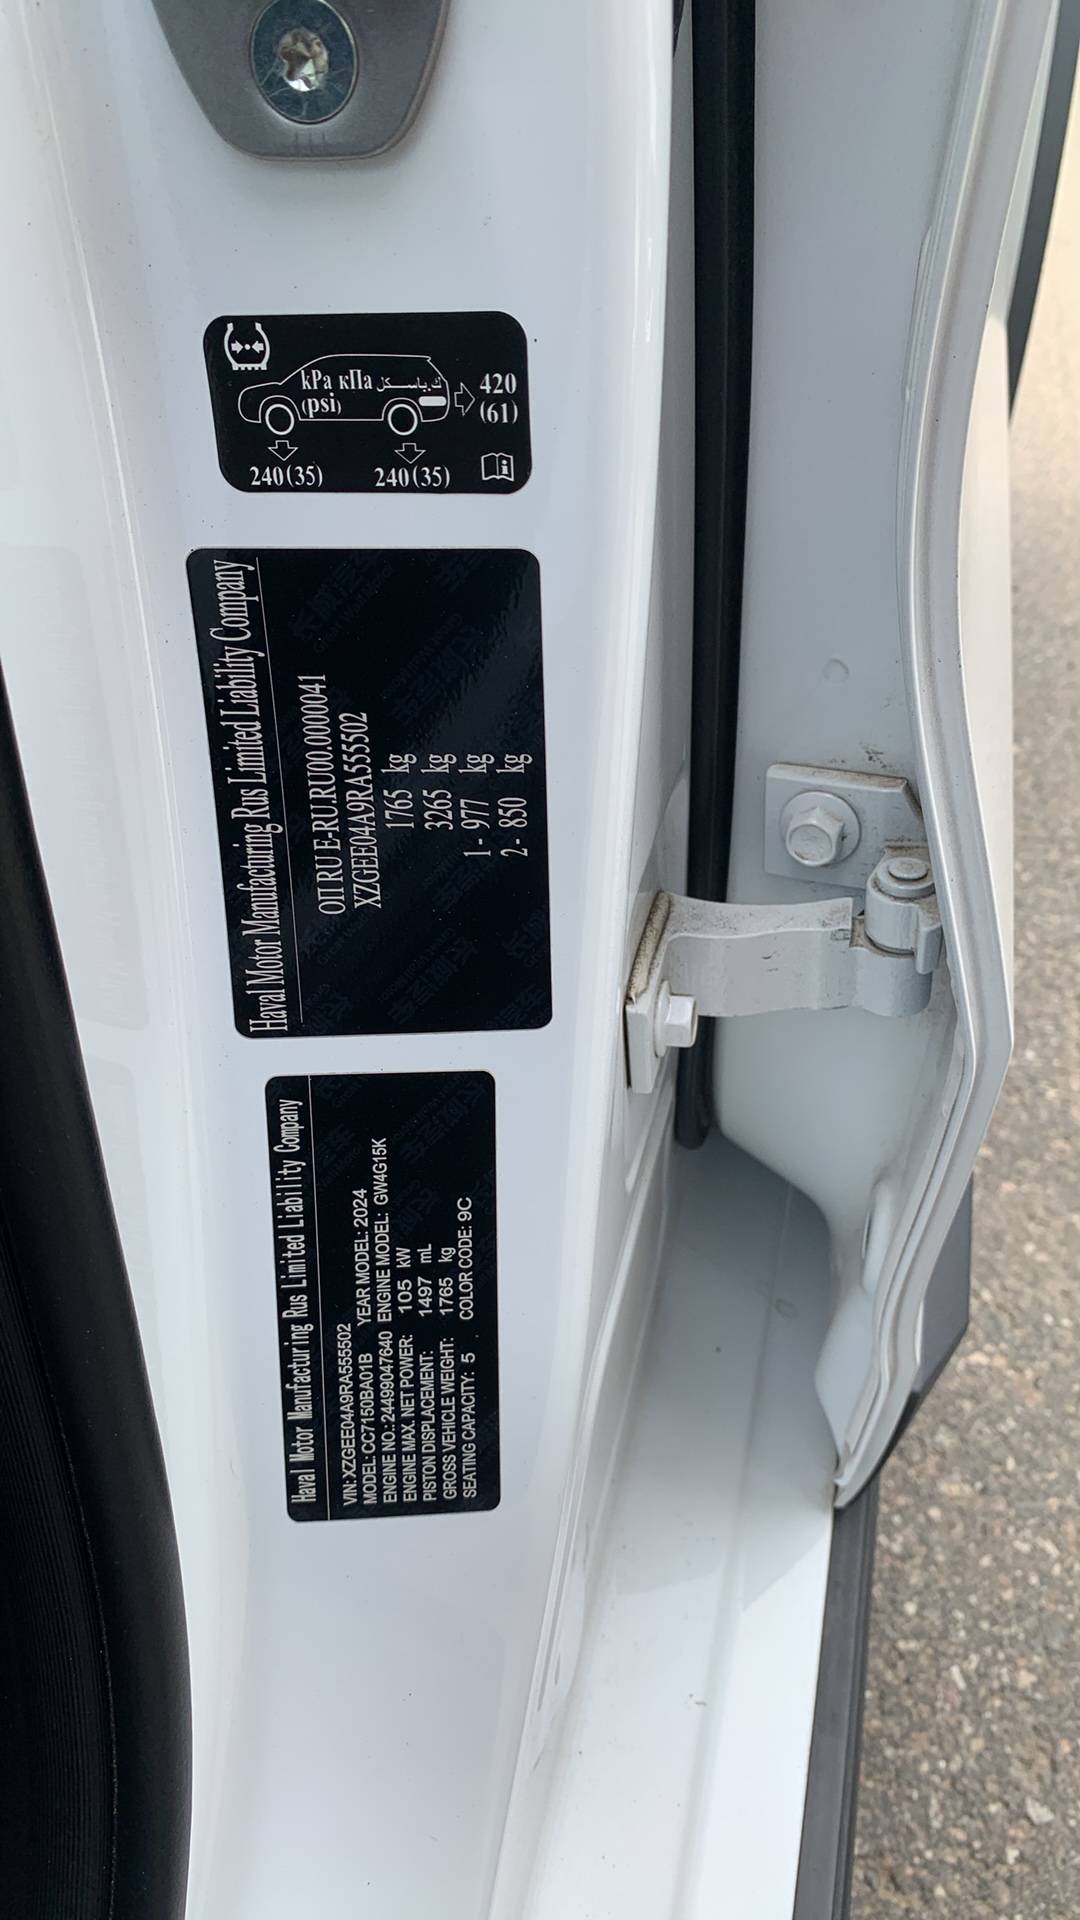 kPa кПа ك.باسكل
(psi)
420
(61)
240(35)
240(35)
Haval Motor Manufacturing Rus Limited Liability Company
ОП RU E-RU.RU00.0000041
XZGEE04A9RA555502
1765 kg
3265 kg
1- 977 kg
2- 850 kg
Haval Motor Manufacturing Rus Limited Liability Company
VIN: XZGEE04A9RA555502
MODEL: CC7150BA01B YEAR MODEL: 2024
ENGINE NO.: 24499047640 ENGINE MODEL: GW4G15K
ENGINE MAX. NET POWER: 105 kW
PISTON DISPLACEMENT: 1497 mL
GROSS VEHICLE WEIGHT: 1765 kg
SEATING CAPACITY: 5 COLOR CODE: 9C